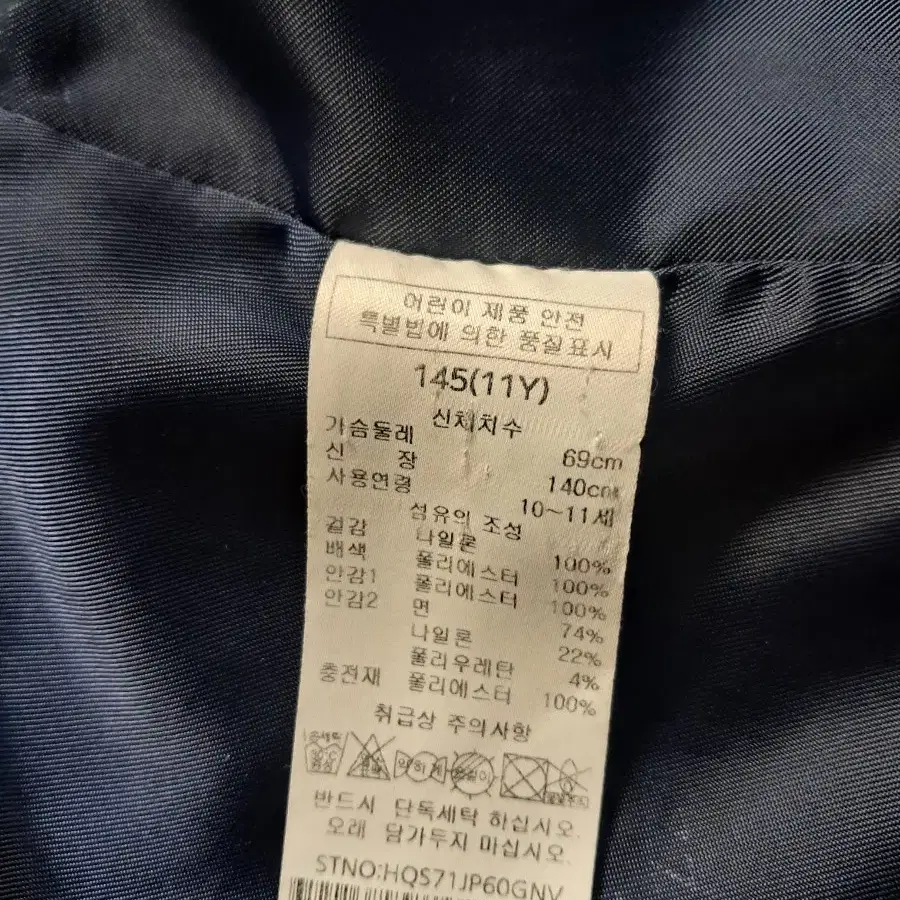 어린이 제품 안전
특별법에 의한 품질표시
145(11Y)
신체치수
가슴둘레 69cm
신 장 140cm
사용연령 10~11세
섬유의 조성
겉감 나일론 100%
배색 폴리에스터 100%
안감1 폴리에스터 100%
안감2 면 74%
나일론 22%
폴리우레탄 4%
충전재 폴리에스터 100%
취급상 주의사항
약하게
반드시 단독세탁 하십시오.
오래 담가두지 마십시오.
STNO:HQS71JP60GNV